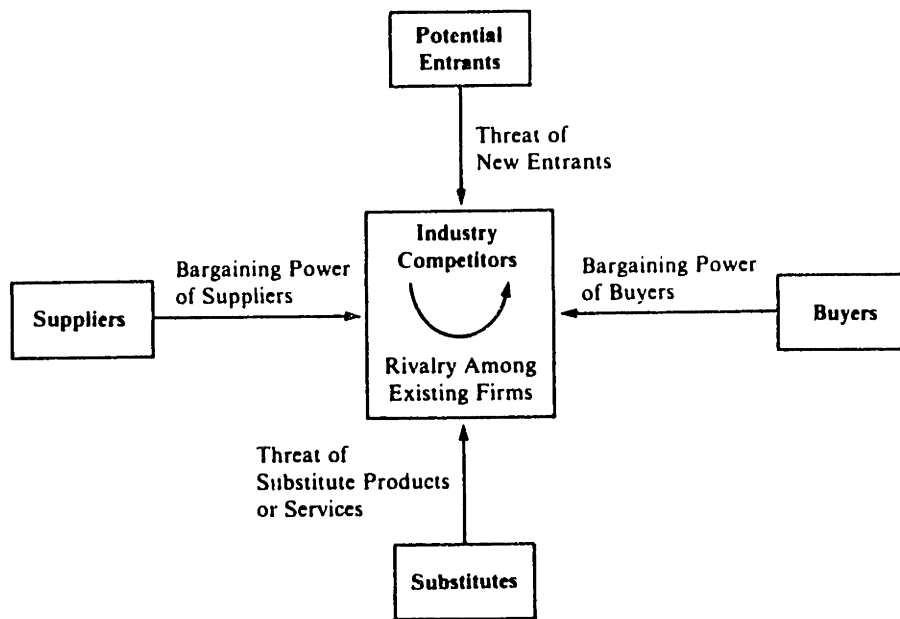 Potential
Entrants
Threat of
New Entrants
Industry
Competitors
Bargaining Power
of Suppliers
Bargaining Power
of Buyers
Suppliers
Buyers
Rivalry Among
Existing Firms
Threat of
Substitute Products
or Services
Substitutes